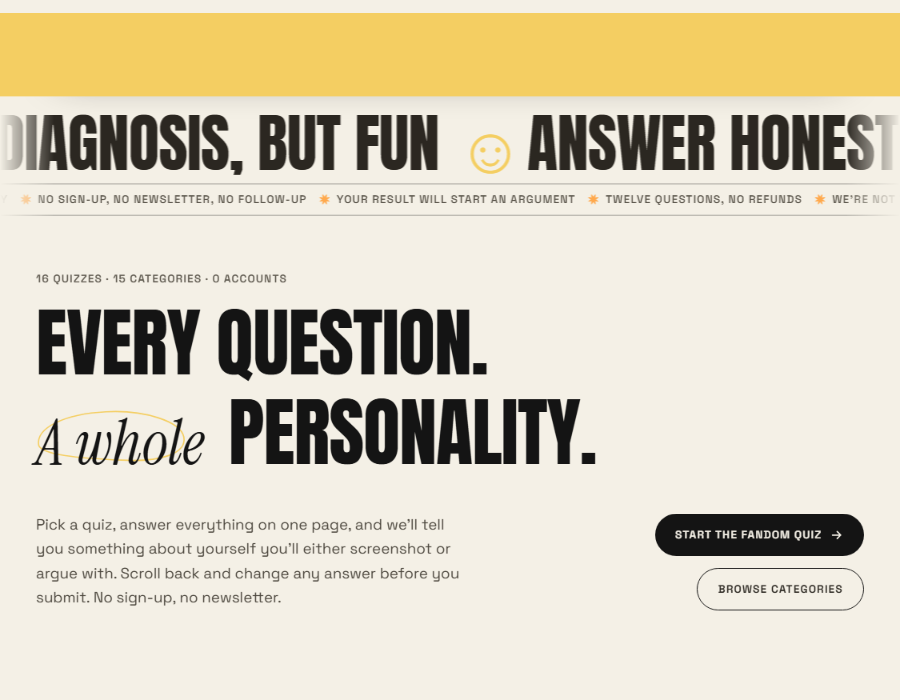 DIAGNOSIS, BUT FUN ANSWER HONEST
NO SIGN-UP, NO NEWSLETTER, NO FOLLOW-UP YOUR RESULT WILL START AN ARGUMENT TWELVE QUESTIONS, NO REFUNDS WE'RE NOT
16 QUIZZES · 15 CATEGORIES · 0 ACCOUNTS
EVERY QUESTION.
A whole PERSONALITY.
Pick a quiz, answer everything on one page, and we'll tell
you something about yourself you'll either screenshot or
argue with. Scroll back and change any answer before you
submit. No sign-up, no newsletter.
START THE FANDOM QUIZ →
BROWSE CATEGORIES